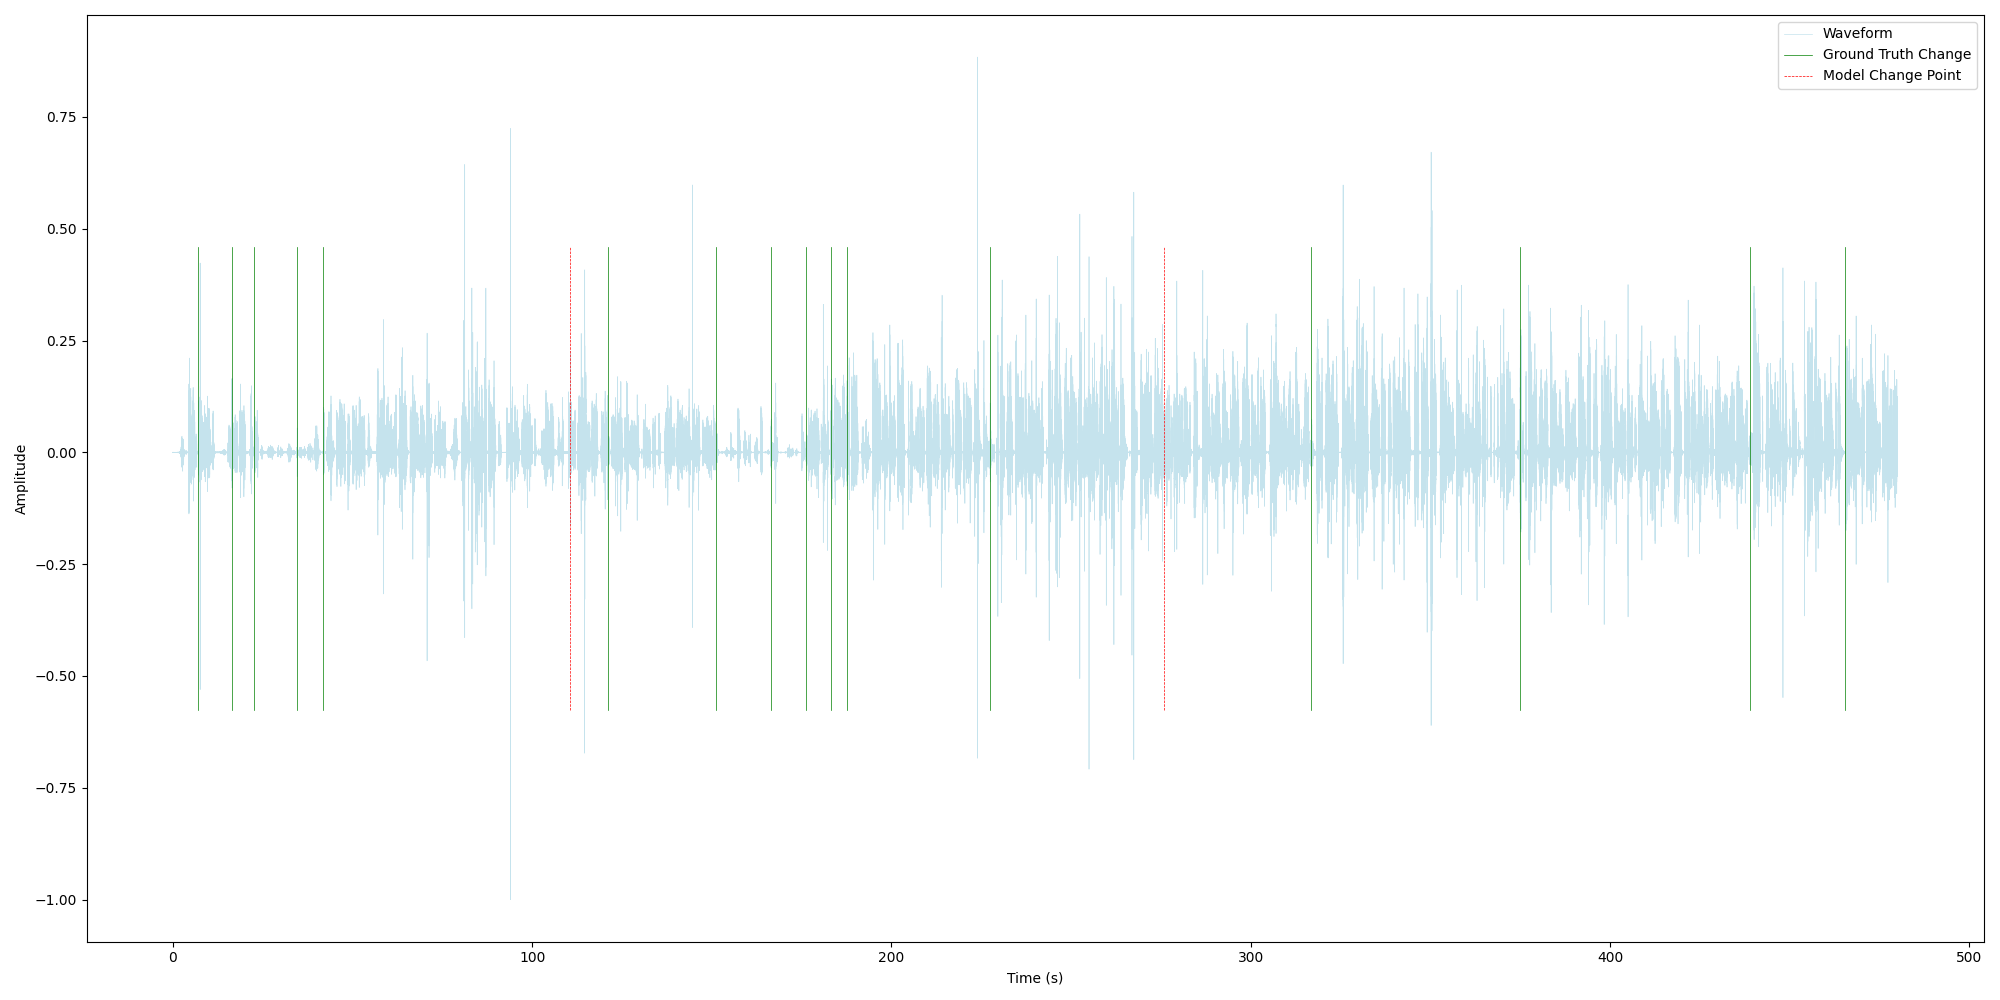 Waveform
Ground Truth Change
Model Change Point
0.75
0.50
0.25
0.00
−0.25
−0.50
−0.75
−1.00
Amplitude
0
100
200
300
400
500
Time (s)